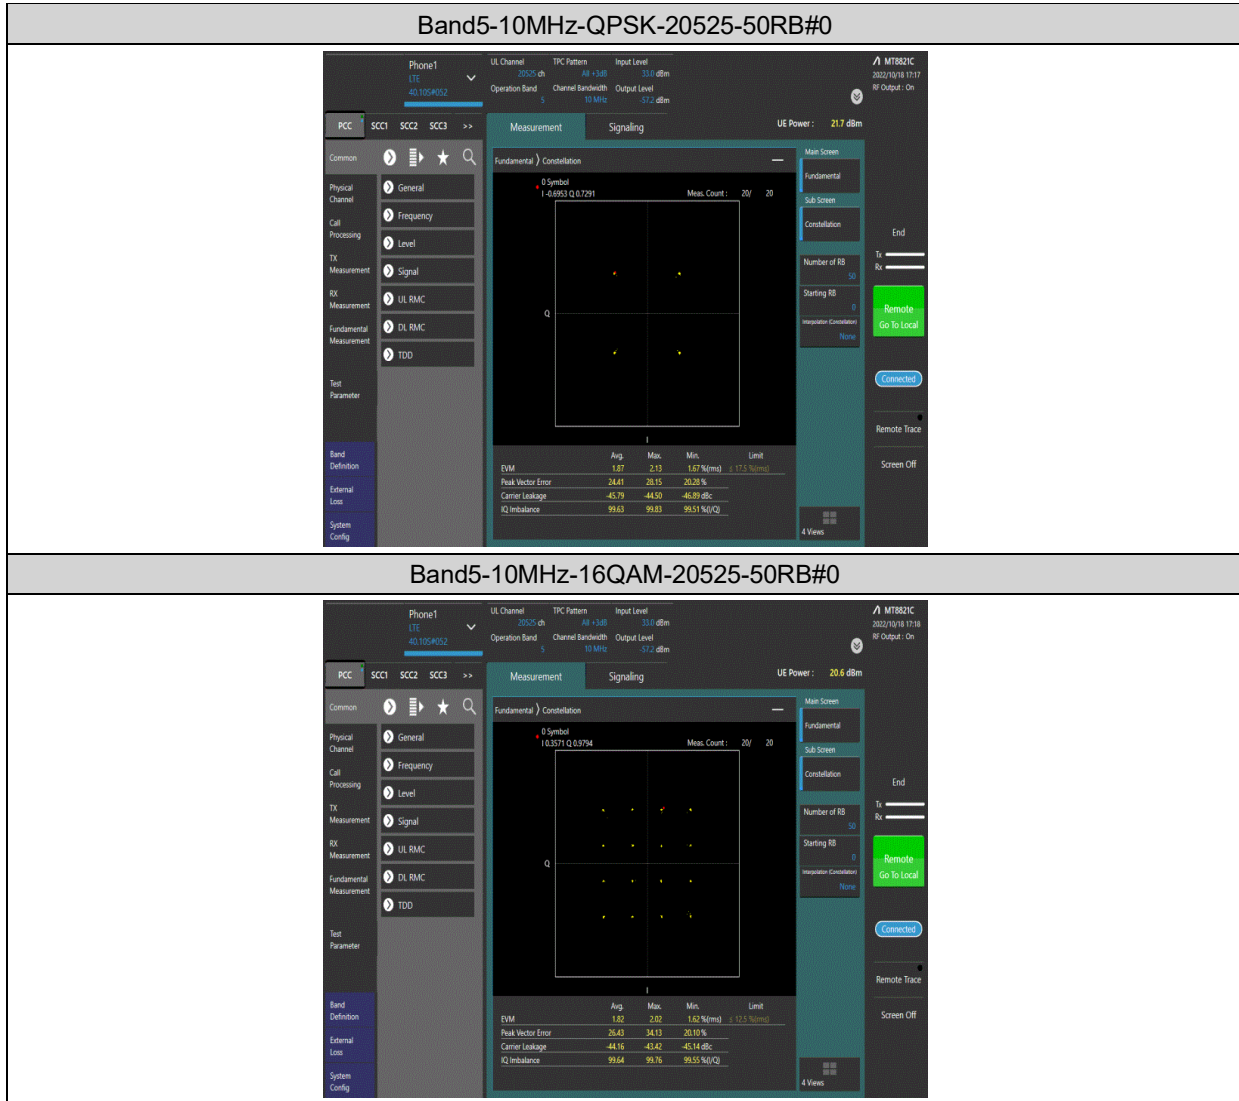 Band5-10MHz-QPSK-20525-50RB#0
Phone1
LTE
40.105#052
UL Channel TPC Pattern Input Level
20525 ch All +3dB 33.0 dBm
Operation Band Channel Bandwidth Output Level
5 10 MHz -57.2 dBm
MT8821C
2022/10/18 17:17
RF Output : On
PCC SCC1 SCC2 SCC3 >>
Measurement Signaling
UE Power : 21.7 dBm
Common
Physical Channel
Call Processing
TX Measurement
RX Measurement
Fundamental Measurement
Test Parameter
Band Definition
External Loss
System Config
General
Frequency
Level
Signal
UL RMC
DL RMC
TDD
Fundamental Constellation
0 Symbol
I -0.6953 Q 0.7291
Meas. Count : 20/ 20
Q
I
Avg. Max. Min. Limit
EVM 1.87 2.13 1.67 %(rms) ≤ 17.5 %(rms)
Peak Vector Error 24.41 28.15 20.28 %
Carrier Leakage -45.79 -44.50 -46.89 dBc
IQ Imbalance 99.63 99.83 99.51 %(I/Q)
Main Screen
Fundamental
Sub Screen
Constellation
Number of RB
50
Starting RB
0
Interpolation (Constellation)
None
4 Views
End
Tx
Rx
Remote
Go To Local
Connected
Remote Trace
Screen Off
Band5-10MHz-16QAM-20525-50RB#0
Phone1
LTE
40.105#052
UL Channel TPC Pattern Input Level
20525 ch All +3dB 33.0 dBm
Operation Band Channel Bandwidth Output Level
5 10 MHz -57.2 dBm
MT8821C
2022/10/18 17:18
RF Output : On
PCC SCC1 SCC2 SCC3 >>
Measurement Signaling
UE Power : 20.6 dBm
Common
Physical Channel
Call Processing
TX Measurement
RX Measurement
Fundamental Measurement
Test Parameter
Band Definition
External Loss
System Config
General
Frequency
Level
Signal
UL RMC
DL RMC
TDD
Fundamental Constellation
0 Symbol
I 0.3571 Q 0.9794
Meas. Count : 20/ 20
Q
I
Avg. Max. Min. Limit
EVM 1.82 2.02 1.62 %(rms) ≤ 12.5 %(rms)
Peak Vector Error 26.43 34.13 20.10 %
Carrier Leakage -44.16 -43.42 -45.14 dBc
IQ Imbalance 99.64 99.76 99.55 %(I/Q)
Main Screen
Fundamental
Sub Screen
Constellation
Number of RB
50
Starting RB
0
Interpolation (Constellation)
None
4 Views
End
Tx
Rx
Remote
Go To Local
Connected
Remote Trace
Screen Off